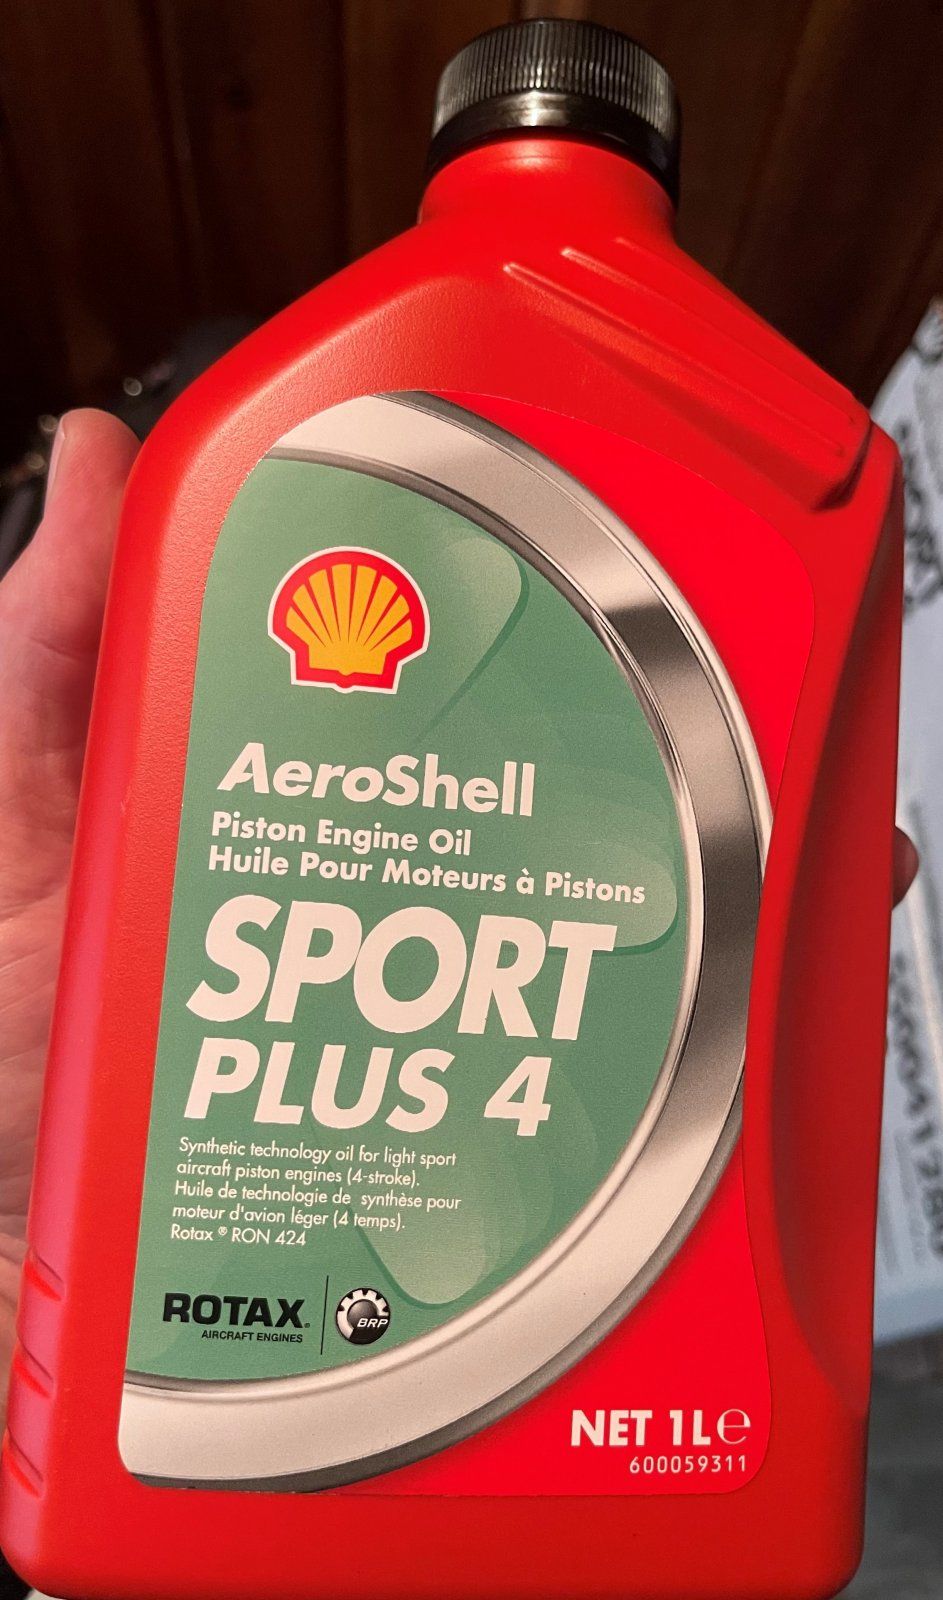 AeroShell
Piston Engine Oil
Huile Pour Moteurs à Pistons
SPORT
PLUS 4
Synthetic technology oil for light sport
aircraft piston engines (4-stroke).
Huile de technologie de synthèse pour
moteur d'avion léger (4 temps).
Rotax ® RON 424
ROTAX®
AIRCRAFT ENGINES
BRP
NET 1L℮
600059311